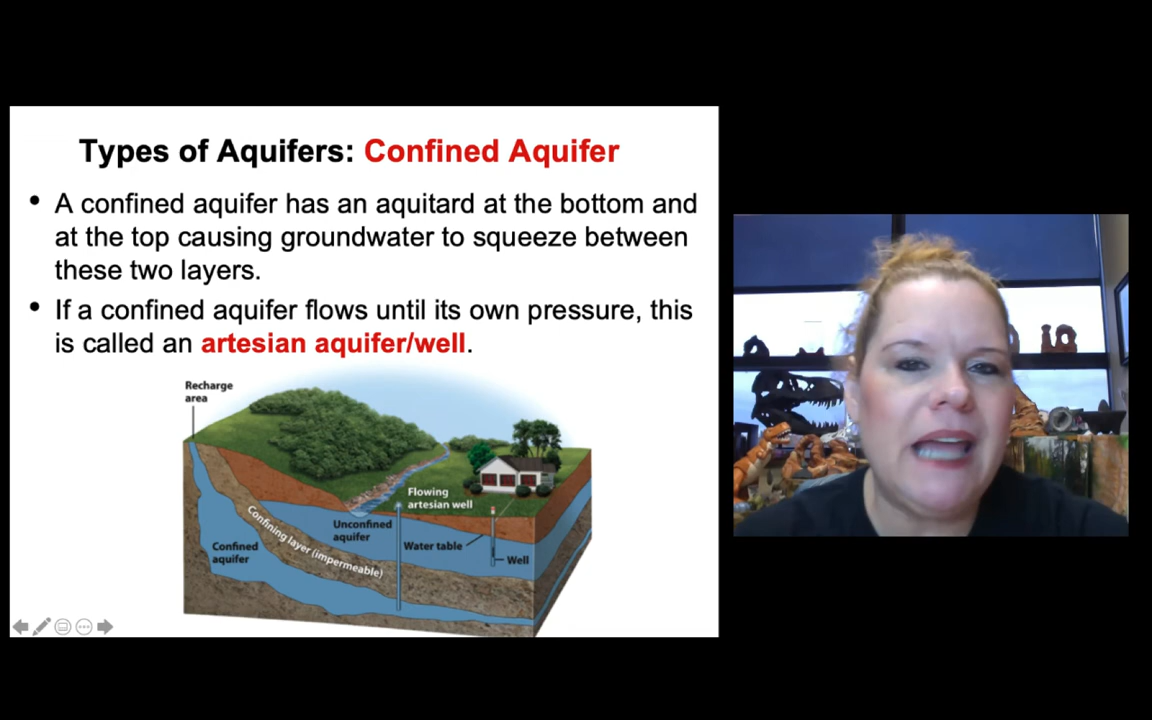 Types of Aquifers: Confined Aquifer
• A confined aquifer has an aquitard at the bottom and
at the top causing groundwater to squeeze between
these two layers.
• If a confined aquifer flows until its own pressure, this
is called an artesian aquifer/well.
Recharge
area
Flowing
artesian well
Unconfined
aquifer
Confining layer (impermeable)
Water table
Confined
aquifer
Well